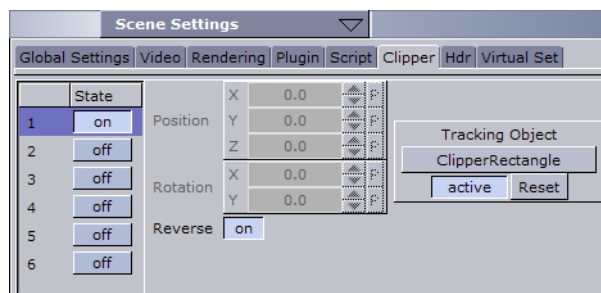 Scene Settings
Global Settings Video Rendering Plugin Script Clipper Hdr Virtual Set
State
1 on
2 off
3 off
4 off
5 off
6 off
Position X 0.0
Y 0.0
Z 0.0
Rotation X 0.0
Y 0.0
Reverse on
Tracking Object
ClipperRectangle
active Reset